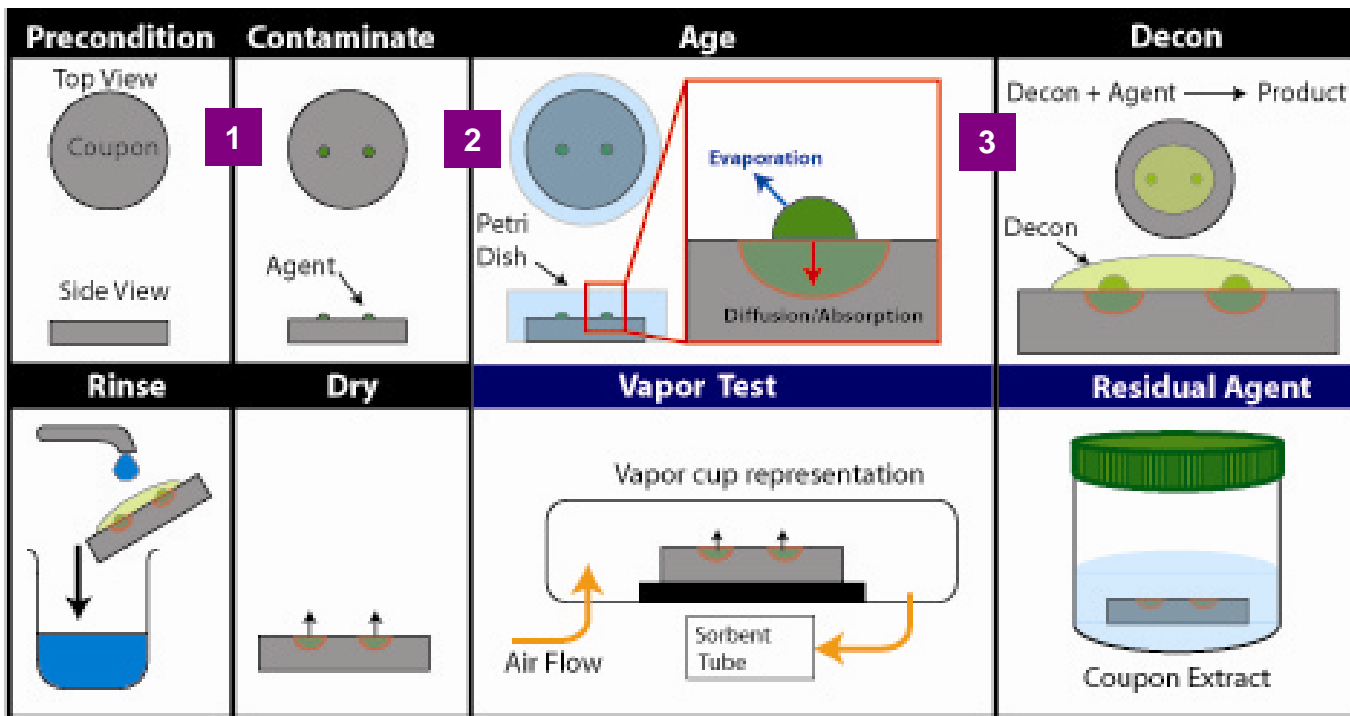 Precondition
Contaminate
Age
Decon
Top View
Coupon
Side View
1
Agent
2
Petri
Dish
Evaporation
Diffusion/Absorption
3
Decon + Agent → Product
Decon
Rinse
Dry
Vapor Test
Residual Agent
Vapor cup representation
Air Flow
Sorbent
Tube
Coupon Extract